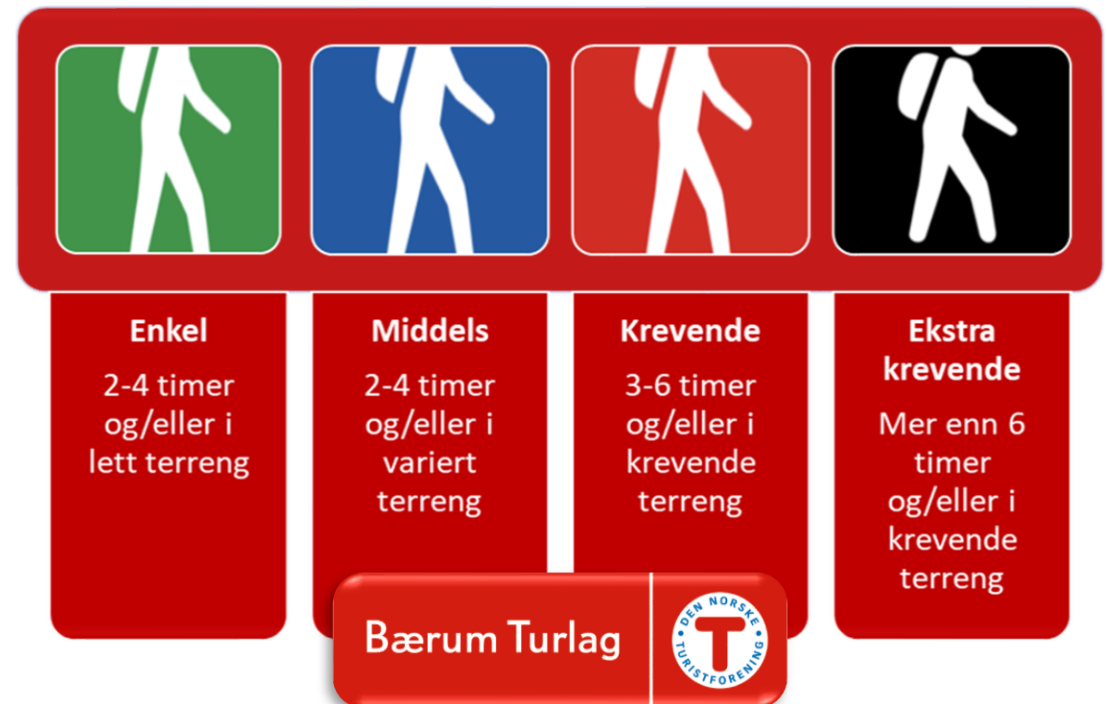 Enkel
2-4 timer
og/eller i
lett terreng
Middels
2-4 timer
og/eller i
variert
terreng
Krevende
3-6 timer
og/eller i
krevende
terreng
Ekstra
krevende
Mer enn 6
timer
og/eller i
krevende
terreng
Bærum Turlag
DEN NORSKE
TURISTFORENING
T